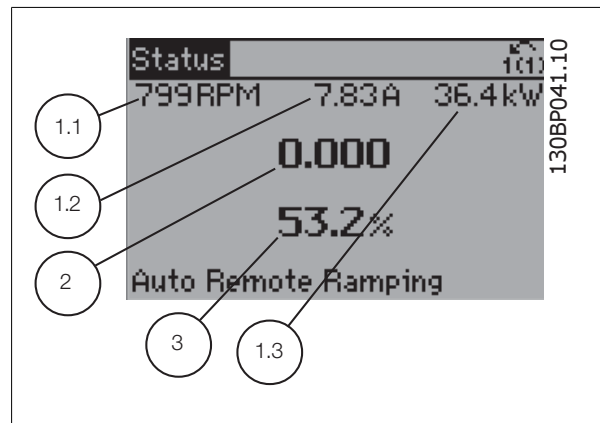 Status
1(1)
799RPM 7.83A 36.4kW
0.000
53.2%
Auto Remote Ramping
1.1
1.2
2
3
1.3
130BP041.10